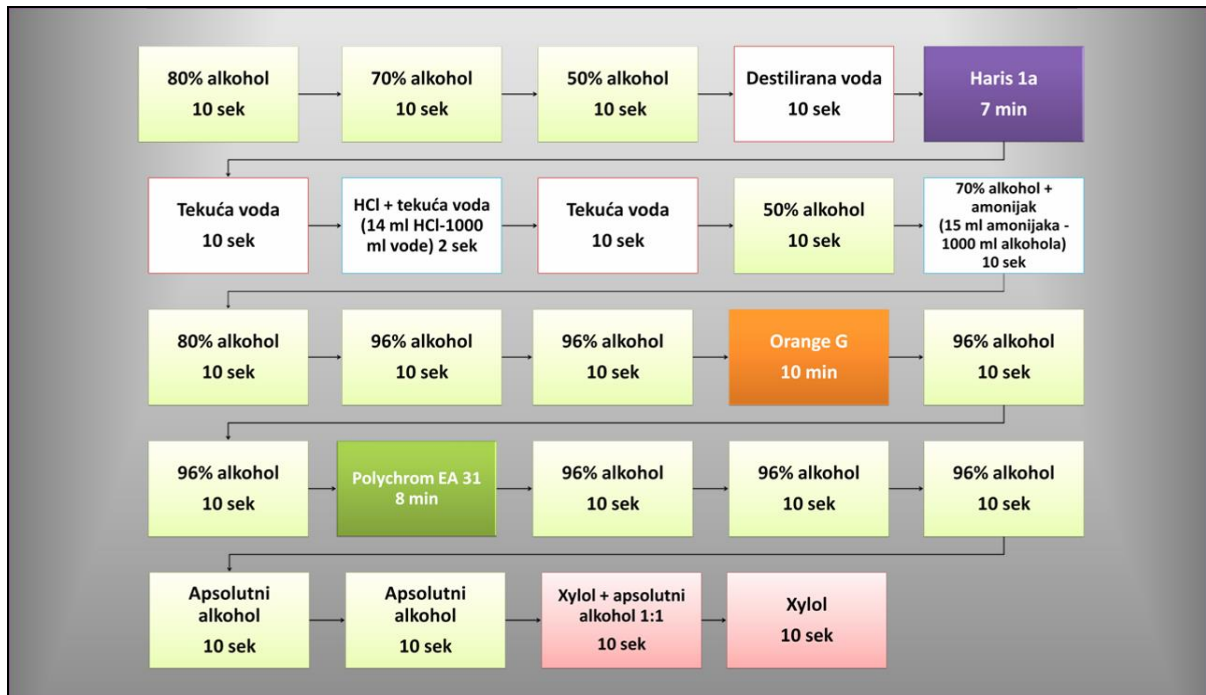 80% alkohol
10 sek
70% alkohol
10 sek
50% alkohol
10 sek
Destilirana voda
10 sek
Haris 1a
7 min
Tekuća voda
10 sek
HCl + tekuća voda
(14 ml HCl-1000
ml vode) 2 sek
Tekuća voda
10 sek
50% alkohol
10 sek
70% alkohol +
amonijak
(15 ml amonijaka -
1000 ml alkohola)
10 sek
80% alkohol
10 sek
96% alkohol
10 sek
96% alkohol
10 sek
Orange G
10 min
96% alkohol
10 sek
96% alkohol
10 sek
Polychrom EA 31
8 min
96% alkohol
10 sek
96% alkohol
10 sek
96% alkohol
10 sek
Apsolutni
alkohol
10 sek
Apsolutni
alkohol
10 sek
Xylol + apsolutni
alkohol 1:1
10 sek
Xylol
10 sek